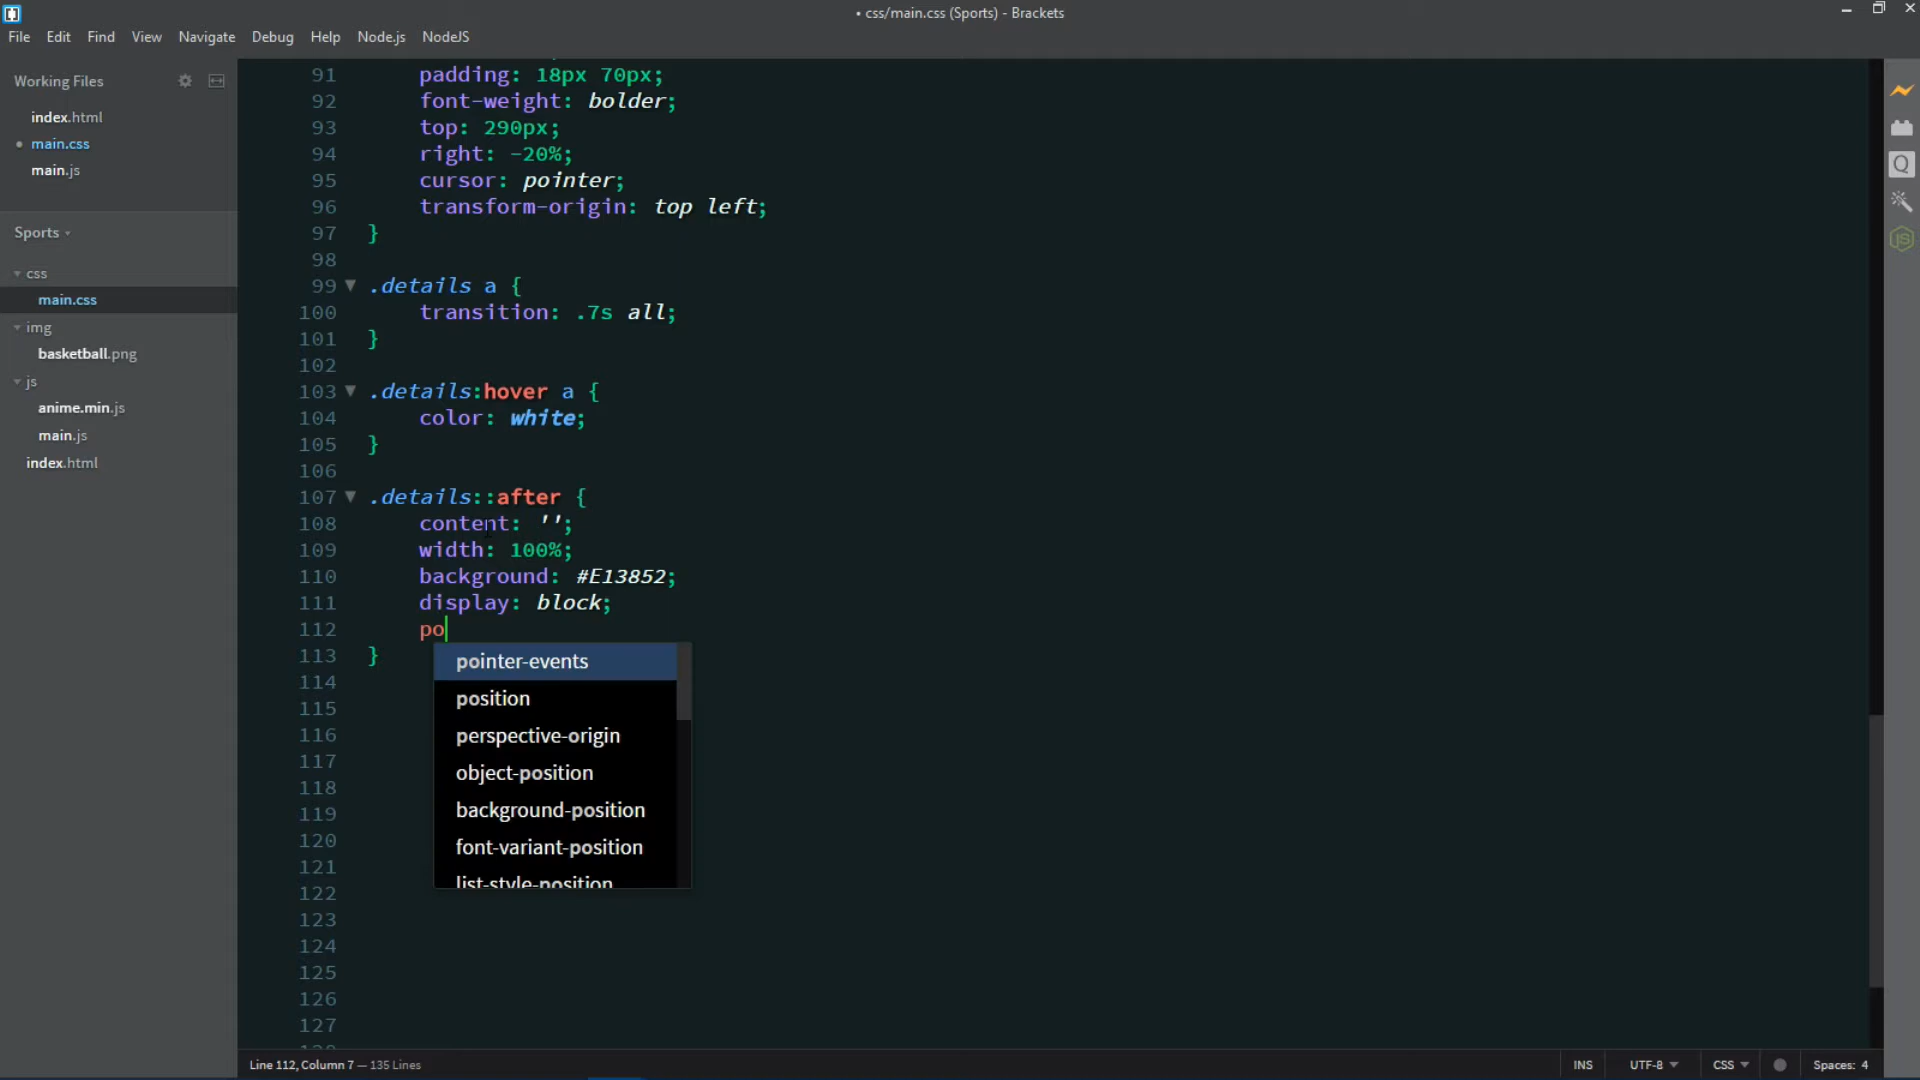 • css/main.css (Sports) - Brackets
File Edit Find View Navigate Debug Help Node.js NodeJS
Working Files
index.html
• main.css
main.js
Sports
css
main.css
img
basketball.png
js
anime.min.js
main.js
index.html
91 padding: 18px 70px;
92 font-weight: bolder;
93 top: 290px;
94 right: -20%;
95 cursor: pointer;
96 transform-origin: top left;
97 }
98
99 .details a {
100 transition: .7s all;
101 }
102
103 .details:hover a {
104 color: white;
105 }
106
107 .details::after {
108 content: '';
109 width: 100%;
110 background: #E13852;
111 display: block;
112 po
113 }
114
115
116
117
118
119
120
121
122
123
124
125
126
127
pointer-events
position
perspective-origin
object-position
background-position
font-variant-position
list-style-position
Line 112, Column 7 — 135 Lines
INS UTF-8 CSS Spaces: 4